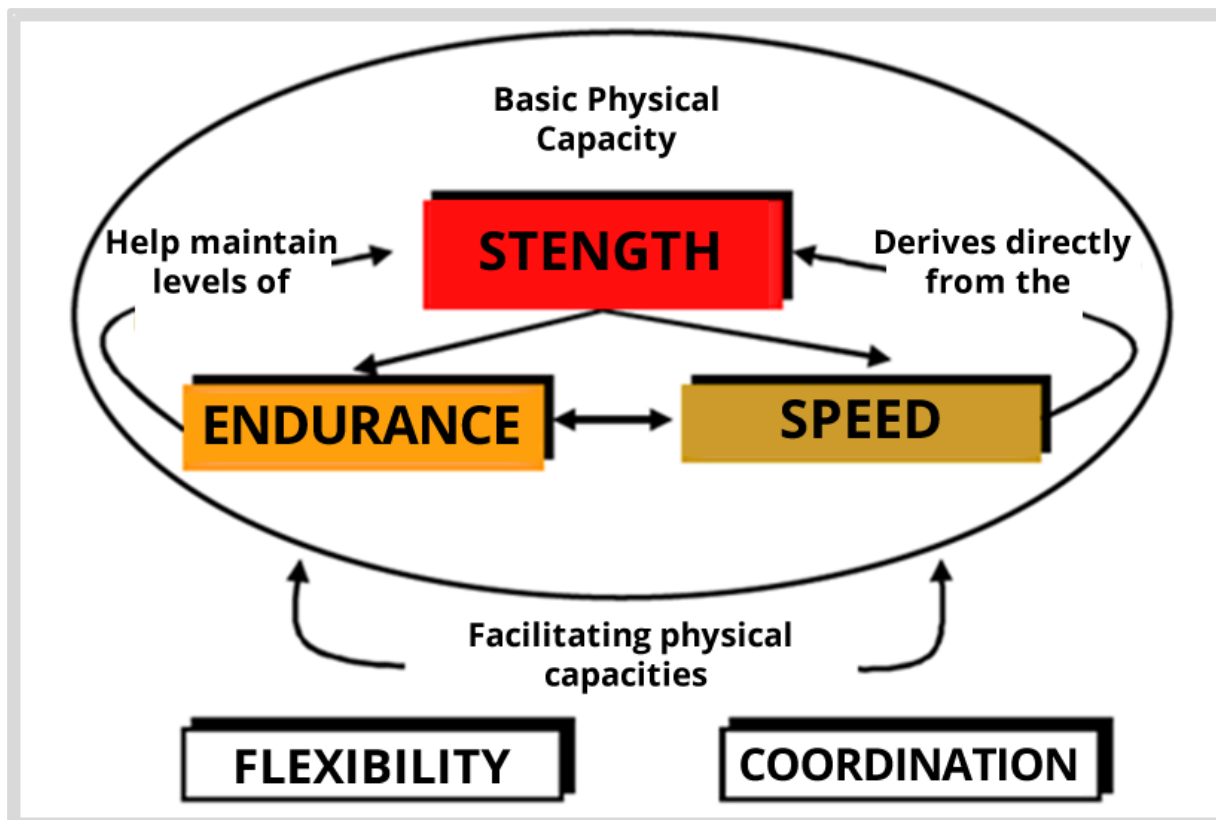 Basic Physical
Capacity
Help maintain
levels of
STENGTH
Derives directly
from the
ENDURANCE
SPEED
Facilitating physical
capacities
FLEXIBILITY
COORDINATION